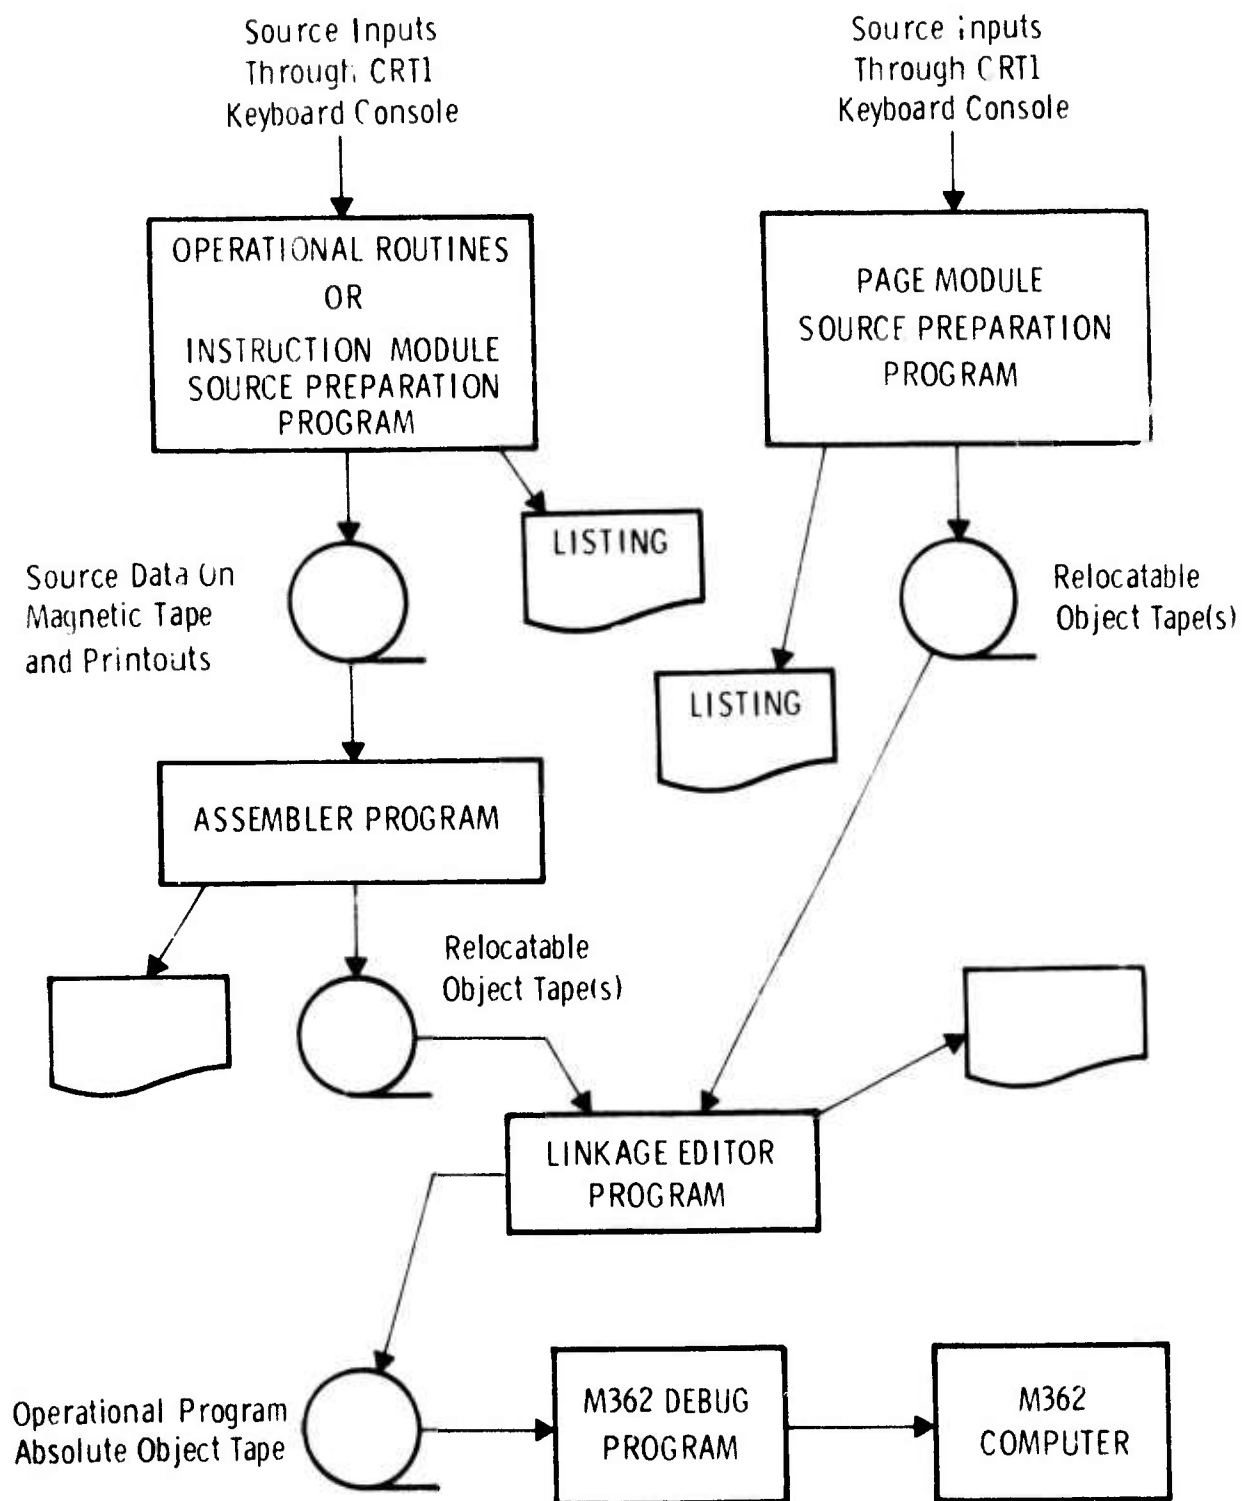 Source Inputs
Through CRT1
Keyboard Console
Source Inputs
Through CRT1
Keyboard Console
OPERATIONAL ROUTINES
OR
INSTRUCTION MODULE
SOURCE PREPARATION
PROGRAM
PAGE MODULE
SOURCE PREPARATION
PROGRAM
LISTING
Source Data On
Magnetic Tape
and Printouts
Relocatable
Object Tape(s)
LISTING
ASSEMBLER PROGRAM
Relocatable
Object Tape(s)
LINKAGE EDITOR
PROGRAM
Operational Program
Absolute Object Tape
M362 DEBUG
PROGRAM
M362
COMPUTER